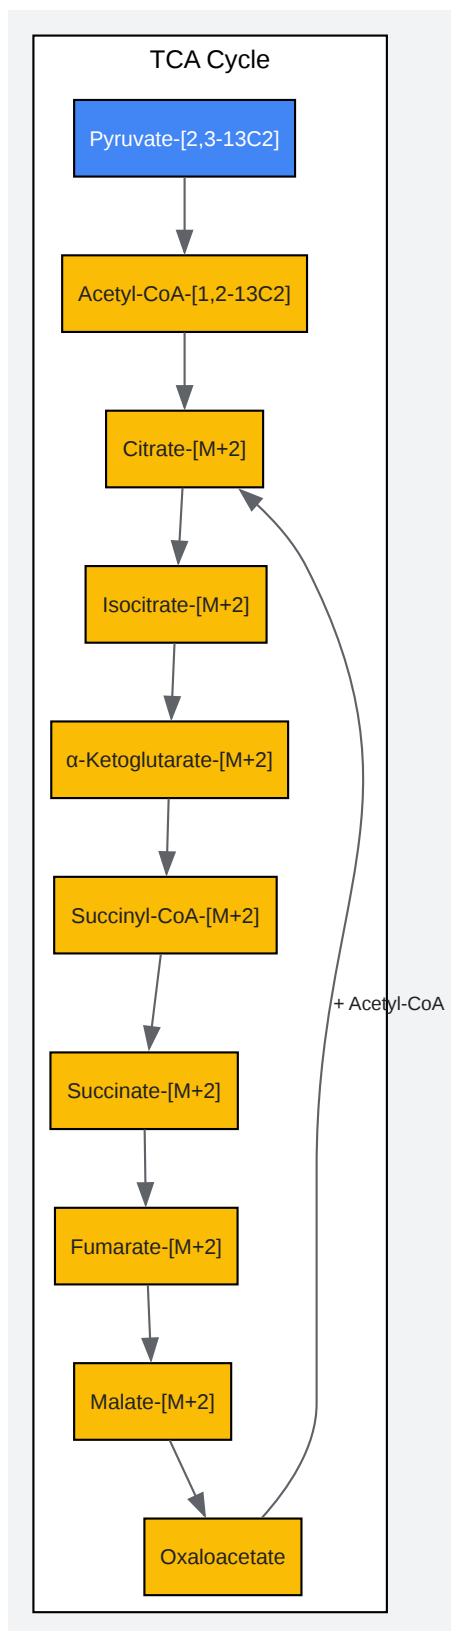 TCA Cycle
Pyruvate-[2,3-13C2]
Acetyl-CoA-[1,2-13C2]
Citrate-[M+2]
Isocitrate-[M+2]
α-Ketoglutarate-[M+2]
Succinyl-CoA-[M+2]
+ Acetyl-CoA
Succinate-[M+2]
Fumarate-[M+2]
Malate-[M+2]
Oxaloacetate